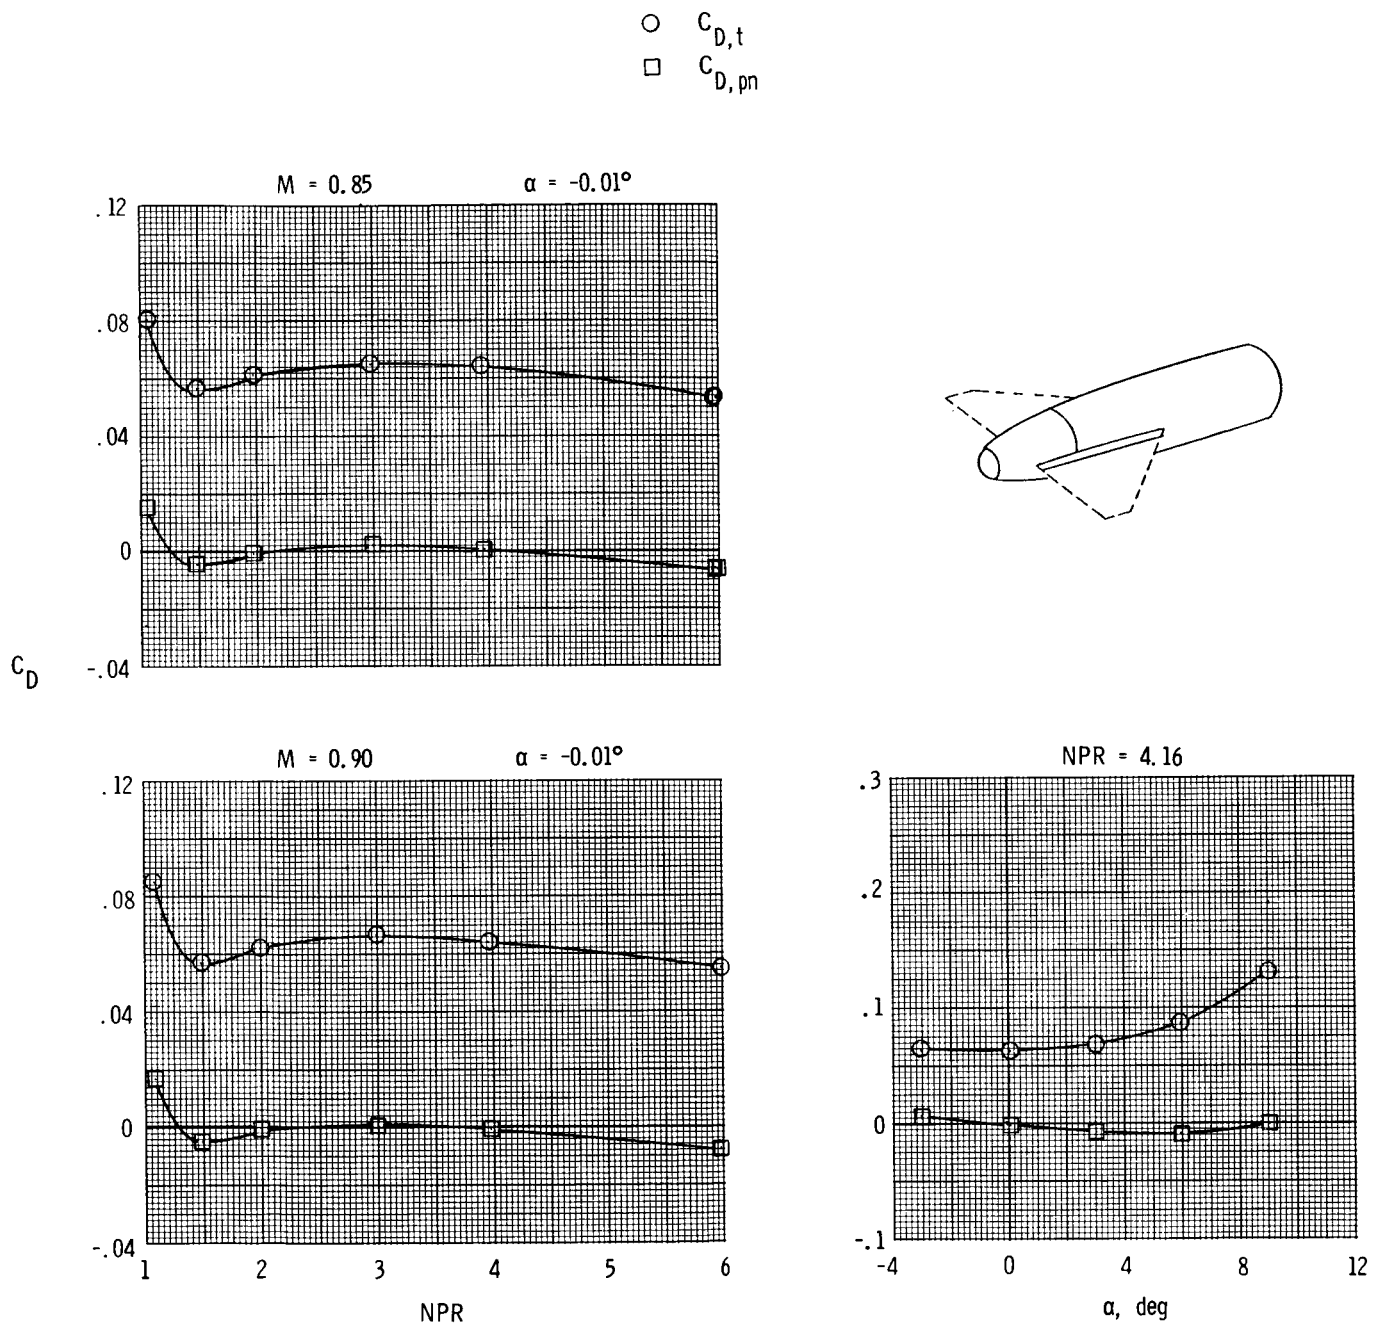 C_D,t
C_D,pn
M = 0.85 α = -0.01°
.12
.08
.04
0
-.04
C_D
M = 0.90 α = -0.01°
.12
.08
.04
0
-.04
1 2 3 4 5 6
NPR
NPR = 4.16
.3
.2
.1
0
-.1
-4 0 4 8 12
α, deg